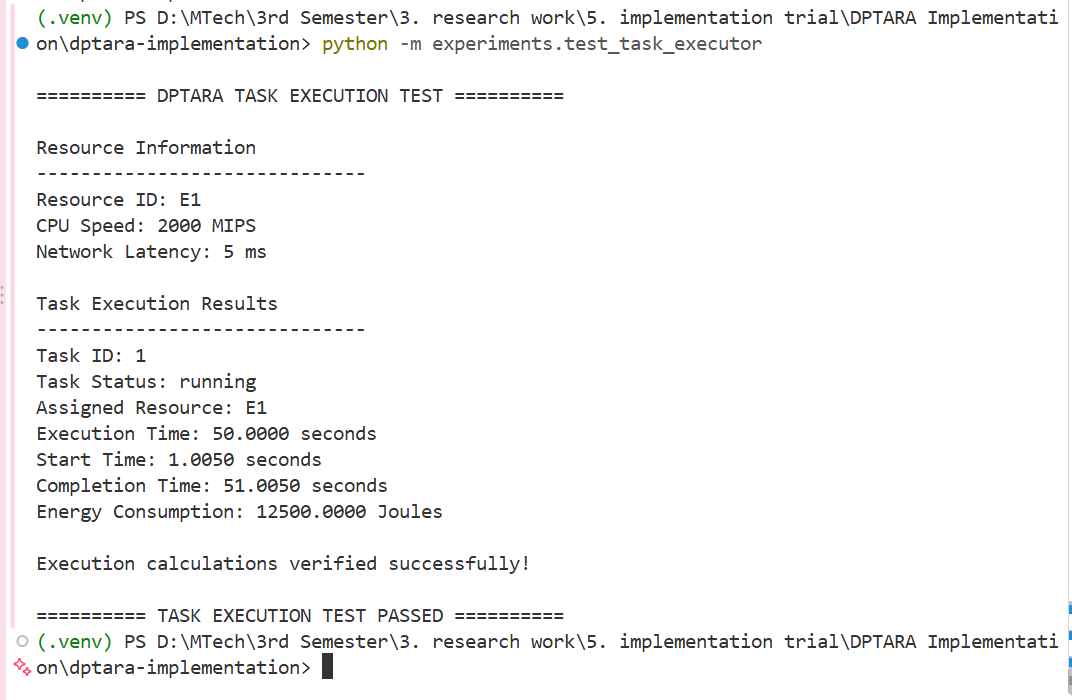 (.venv) PS D:\MTech\3rd Semester\3. research work\5. implementation trial\DPTARA Implementati
on\dptara-implementation> python -m experiments.test_task_executor
========== DPTARA TASK EXECUTION TEST ==========
Resource Information
------------------------------
Resource ID: E1
CPU Speed: 2000 MIPS
Network Latency: 5 ms
Task Execution Results
------------------------------
Task ID: 1
Task Status: running
Assigned Resource: E1
Execution Time: 50.0000 seconds
Start Time: 1.0050 seconds
Completion Time: 51.0050 seconds
Energy Consumption: 12500.0000 Joules
Execution calculations verified successfully!
========== TASK EXECUTION TEST PASSED ==========
(.venv) PS D:\MTech\3rd Semester\3. research work\5. implementation trial\DPTARA Implementati
on\dptara-implementation>